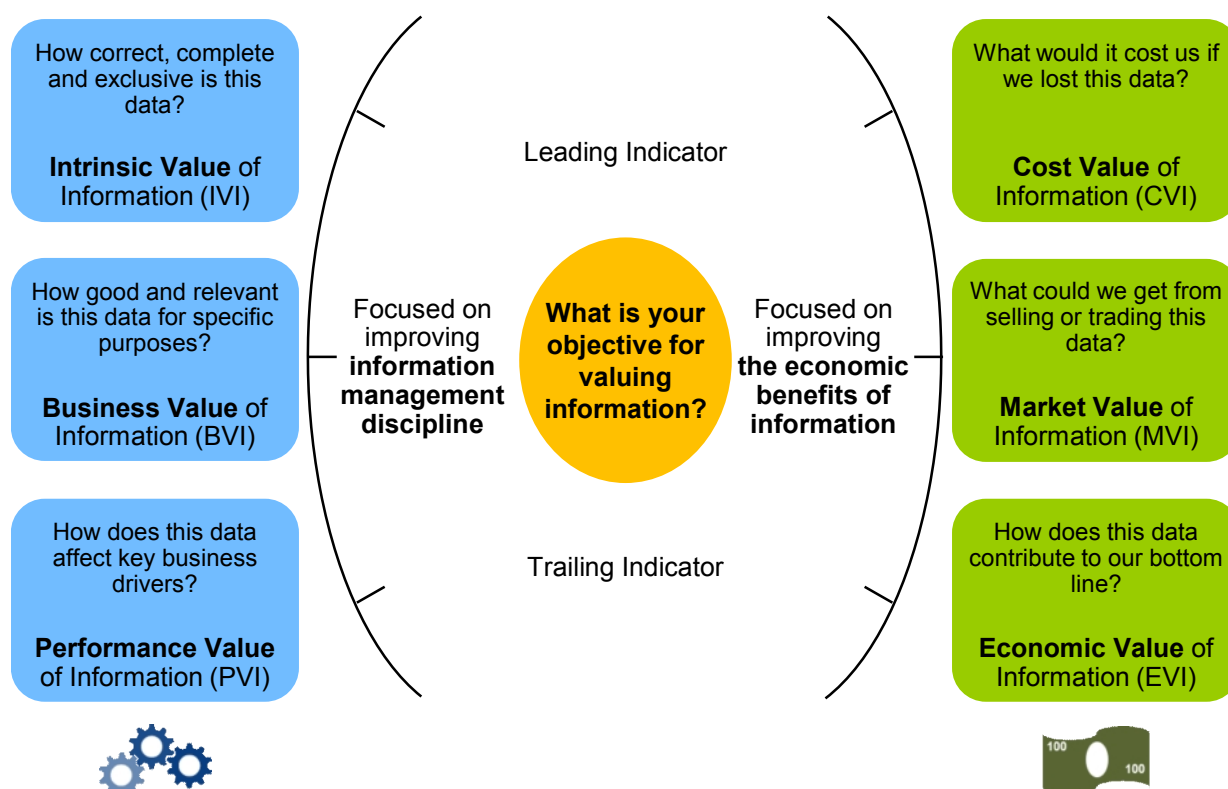 How correct, complete
and exclusive is this
data?
Intrinsic Value of
Information (IVI)
How good and relevant
is this data for specific
purposes?
Business Value of
Information (BVI)
How does this data
affect key business
drivers?
Performance Value
of Information (PVI)
Leading Indicator
Focused on
improving
information
management
discipline
What is your
objective for
valuing
information?
Focused on
improving
the economic
benefits of
information
Trailing Indicator
What would it cost us if
we lost this data?
Cost Value of
Information (CVI)
What could we get from
selling or trading this
data?
Market Value of
Information (MVI)
How does this data
contribute to our bottom
line?
Economic Value of
Information (EVI)
100
100